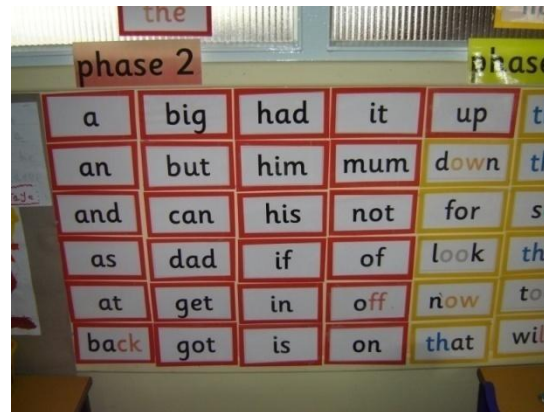 the
phase 2
phase
a big had it up
an but him mum down
and can his not for
as dad if of look
at get in off now
back got is on that